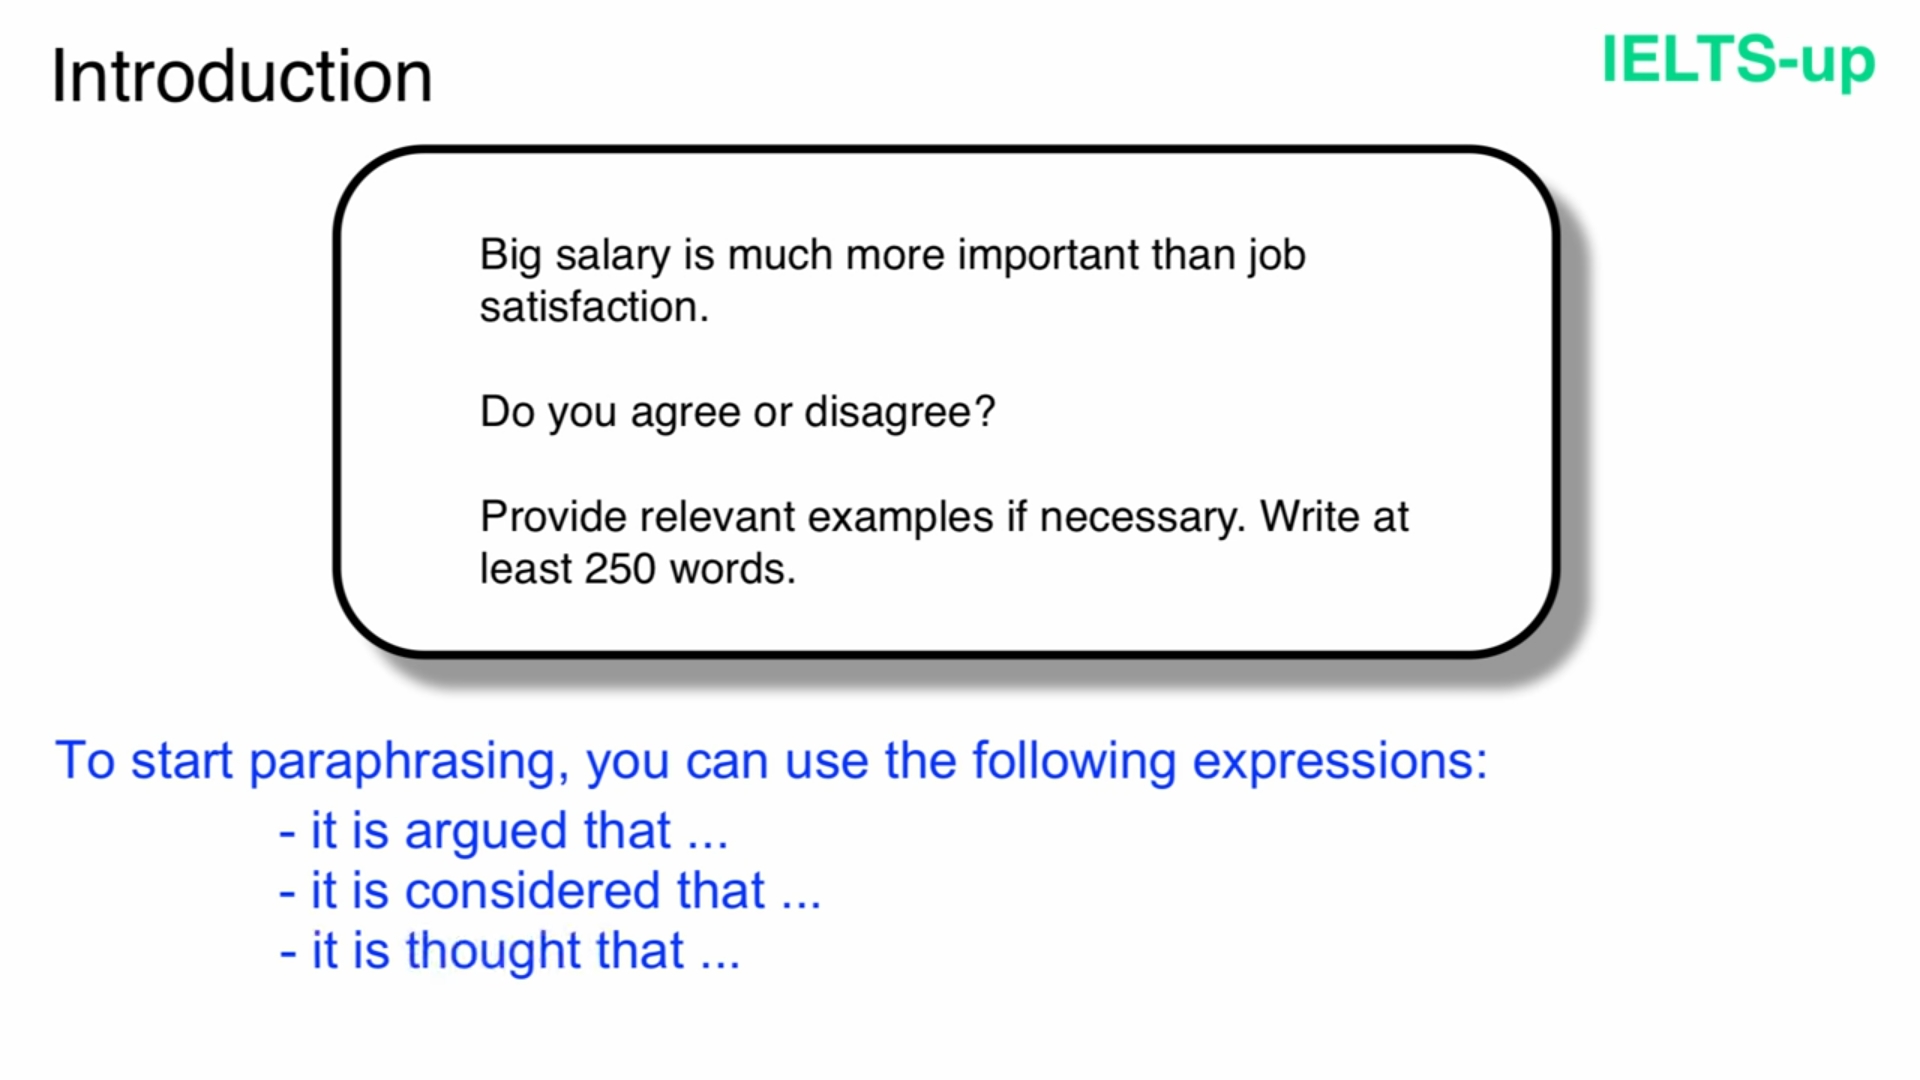 Introduction
IELTS-up
Big salary is much more important than job
satisfaction.
Do you agree or disagree?
Provide relevant examples if necessary. Write at
least 250 words.
To start paraphrasing, you can use the following expressions:
- it is argued that ...
- it is considered that ...
- it is thought that ...